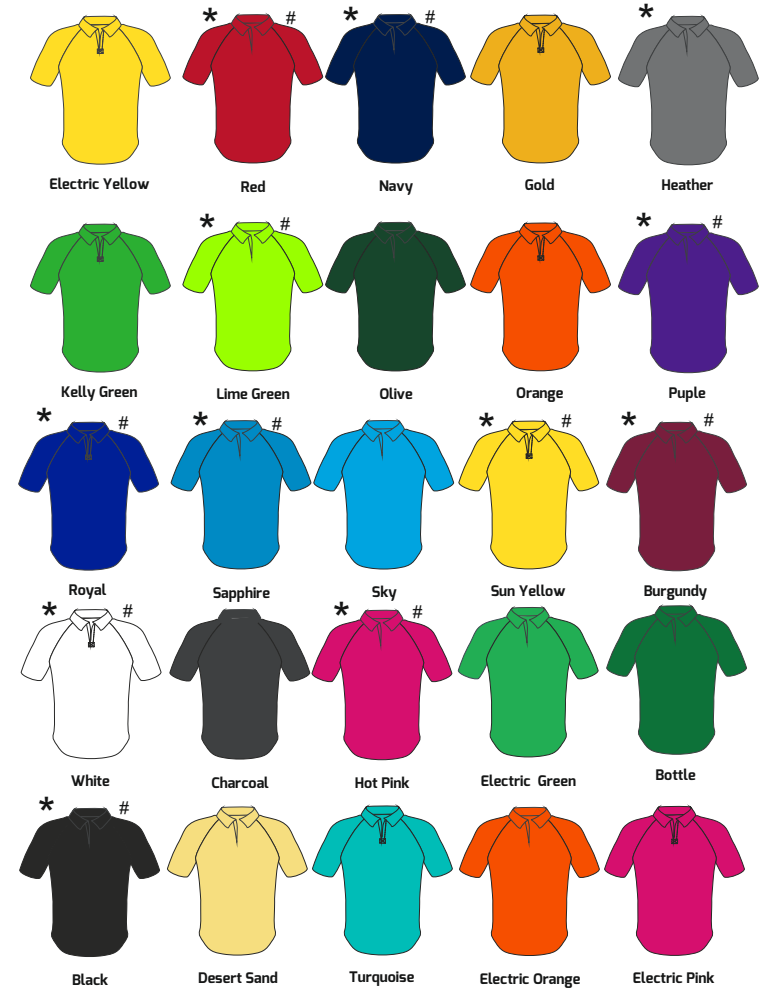 * # * # *
Electric Yellow Red Navy Gold Heather
* # * #
Kelly Green Lime Green Olive Orange Puple
* # * # * # * #
Royal Sapphire Sky Sun Yellow Burgundy
* # * #
White Charcoal Hot Pink Electric Green Bottle
* #
Black Desert Sand Turquoise Electric Orange Electric Pink